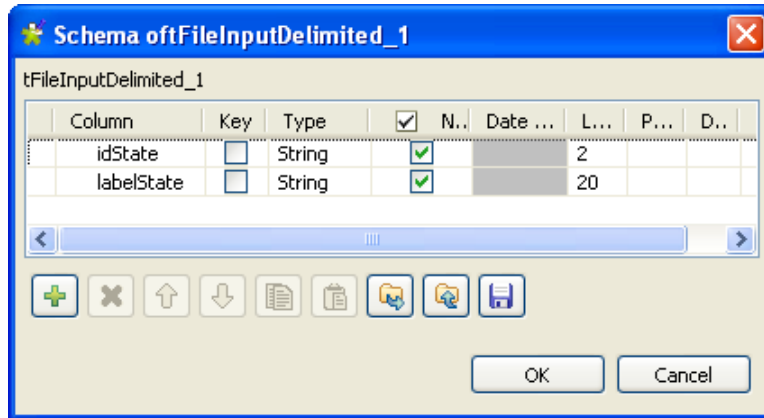 Schema oftFileInputDelimited_1
tFileInputDelimited_1
Column Key Type N.. Date ... L... P... D..
idState String 2
labelState String 20
OK Cancel